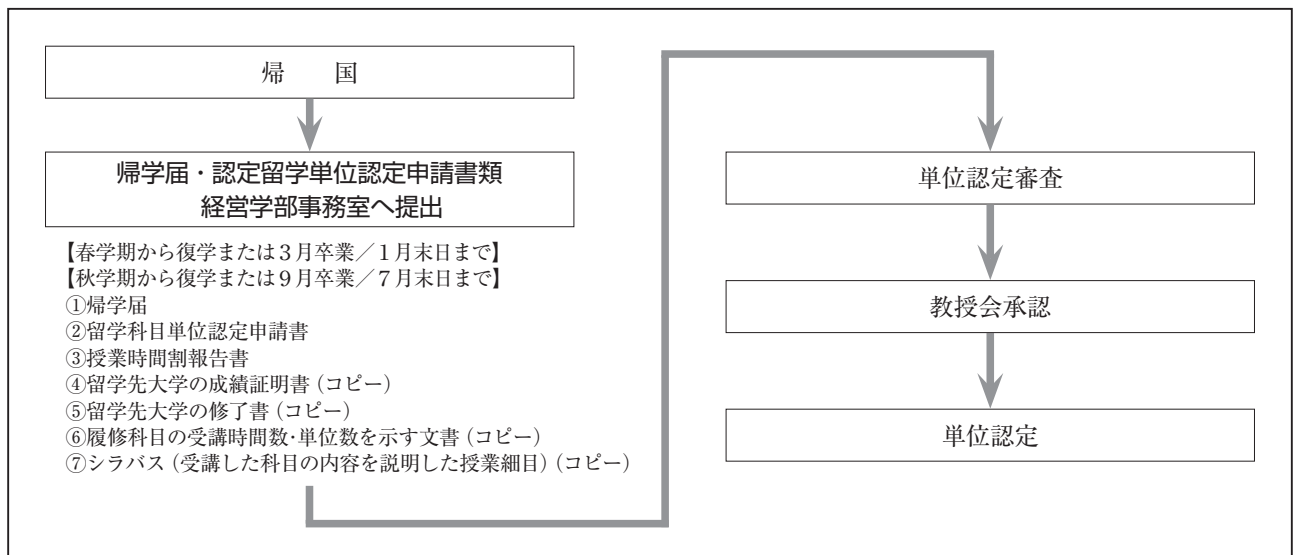 帰　　国
帰学届・認定留学単位認定申請書類
経営学部事務室へ提出
【春学期から復学または３月卒業／１月末日まで】
【秋学期から復学または９月卒業／７月末日まで】
①帰学届
②留学科目単位認定申請書
③授業時間割報告書
④留学先大学の成績証明書（コピー）
⑤留学先大学の修了書（コピー）
⑥履修科目の受講時間数・単位数を示す文書（コピー）
⑦シラバス（受講した科目の内容を説明した授業細目）（コピー）
単位認定審査
教授会承認
単位認定